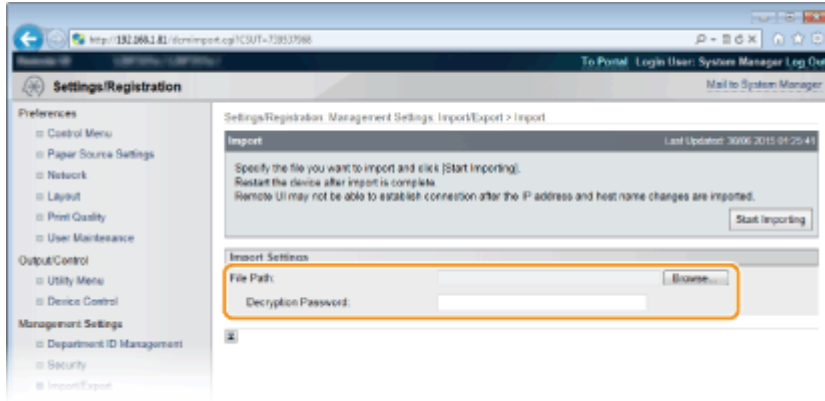 http://192.168.1.81/dcmimport.cgi?CSUT=739537968
To Portal Login User: System Manager Log Out
Settings/Registration
Mail to System Manager
Preferences
Control Menu
Paper Source Settings
Network
Layout
Print Quality
User Maintenance
Output/Control
Utility Menu
Device Control
Management Settings
Department ID Management
Security
Import/Export
Settings/Registration: Management Settings: Import/Export > Import
Import
Last Updated: 30/06 2015 01:25:41
Specify the file you want to import and click [Start Importing].
Restart the device after import is complete.
Remote UI may not be able to establish connection after the IP address and host name changes are imported.
Start Importing
Import Settings
File Path:
Browse...
Decryption Password: